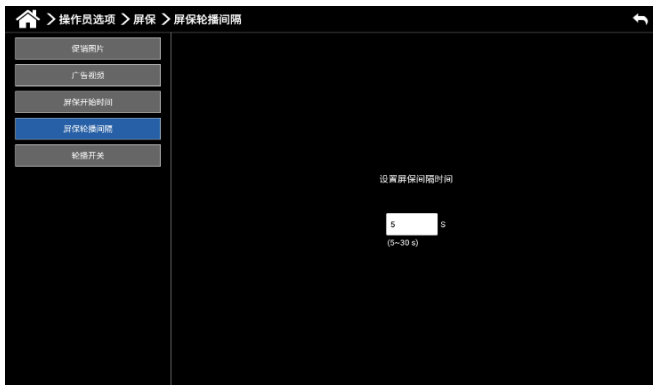 操作员选项 屏保 屏保轮播间隔
促销图片
广告视频
屏保开始时间
屏保轮播间隔
轮播开关
设置屏保间隔时间
5 S
(5~30 s)